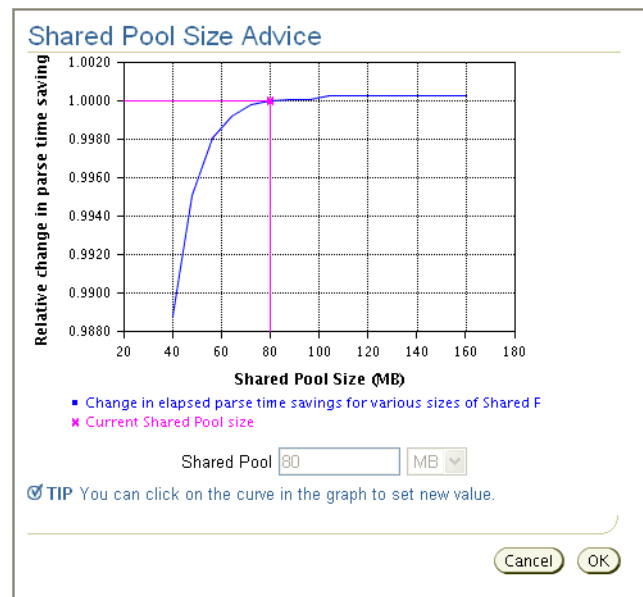 Shared Pool Size Advice
Relative change in parse time saving
1.0020
1.0000
0.9980
0.9960
0.9940
0.9920
0.9900
0.9880
20 40 60 80 100 120 140 160 180
Shared Pool Size (MB)
Change in elapsed parse time savings for various sizes of Shared F
Current Shared Pool size
Shared Pool 80 MB
TIP You can click on the curve in the graph to set new value.
Cancel OK